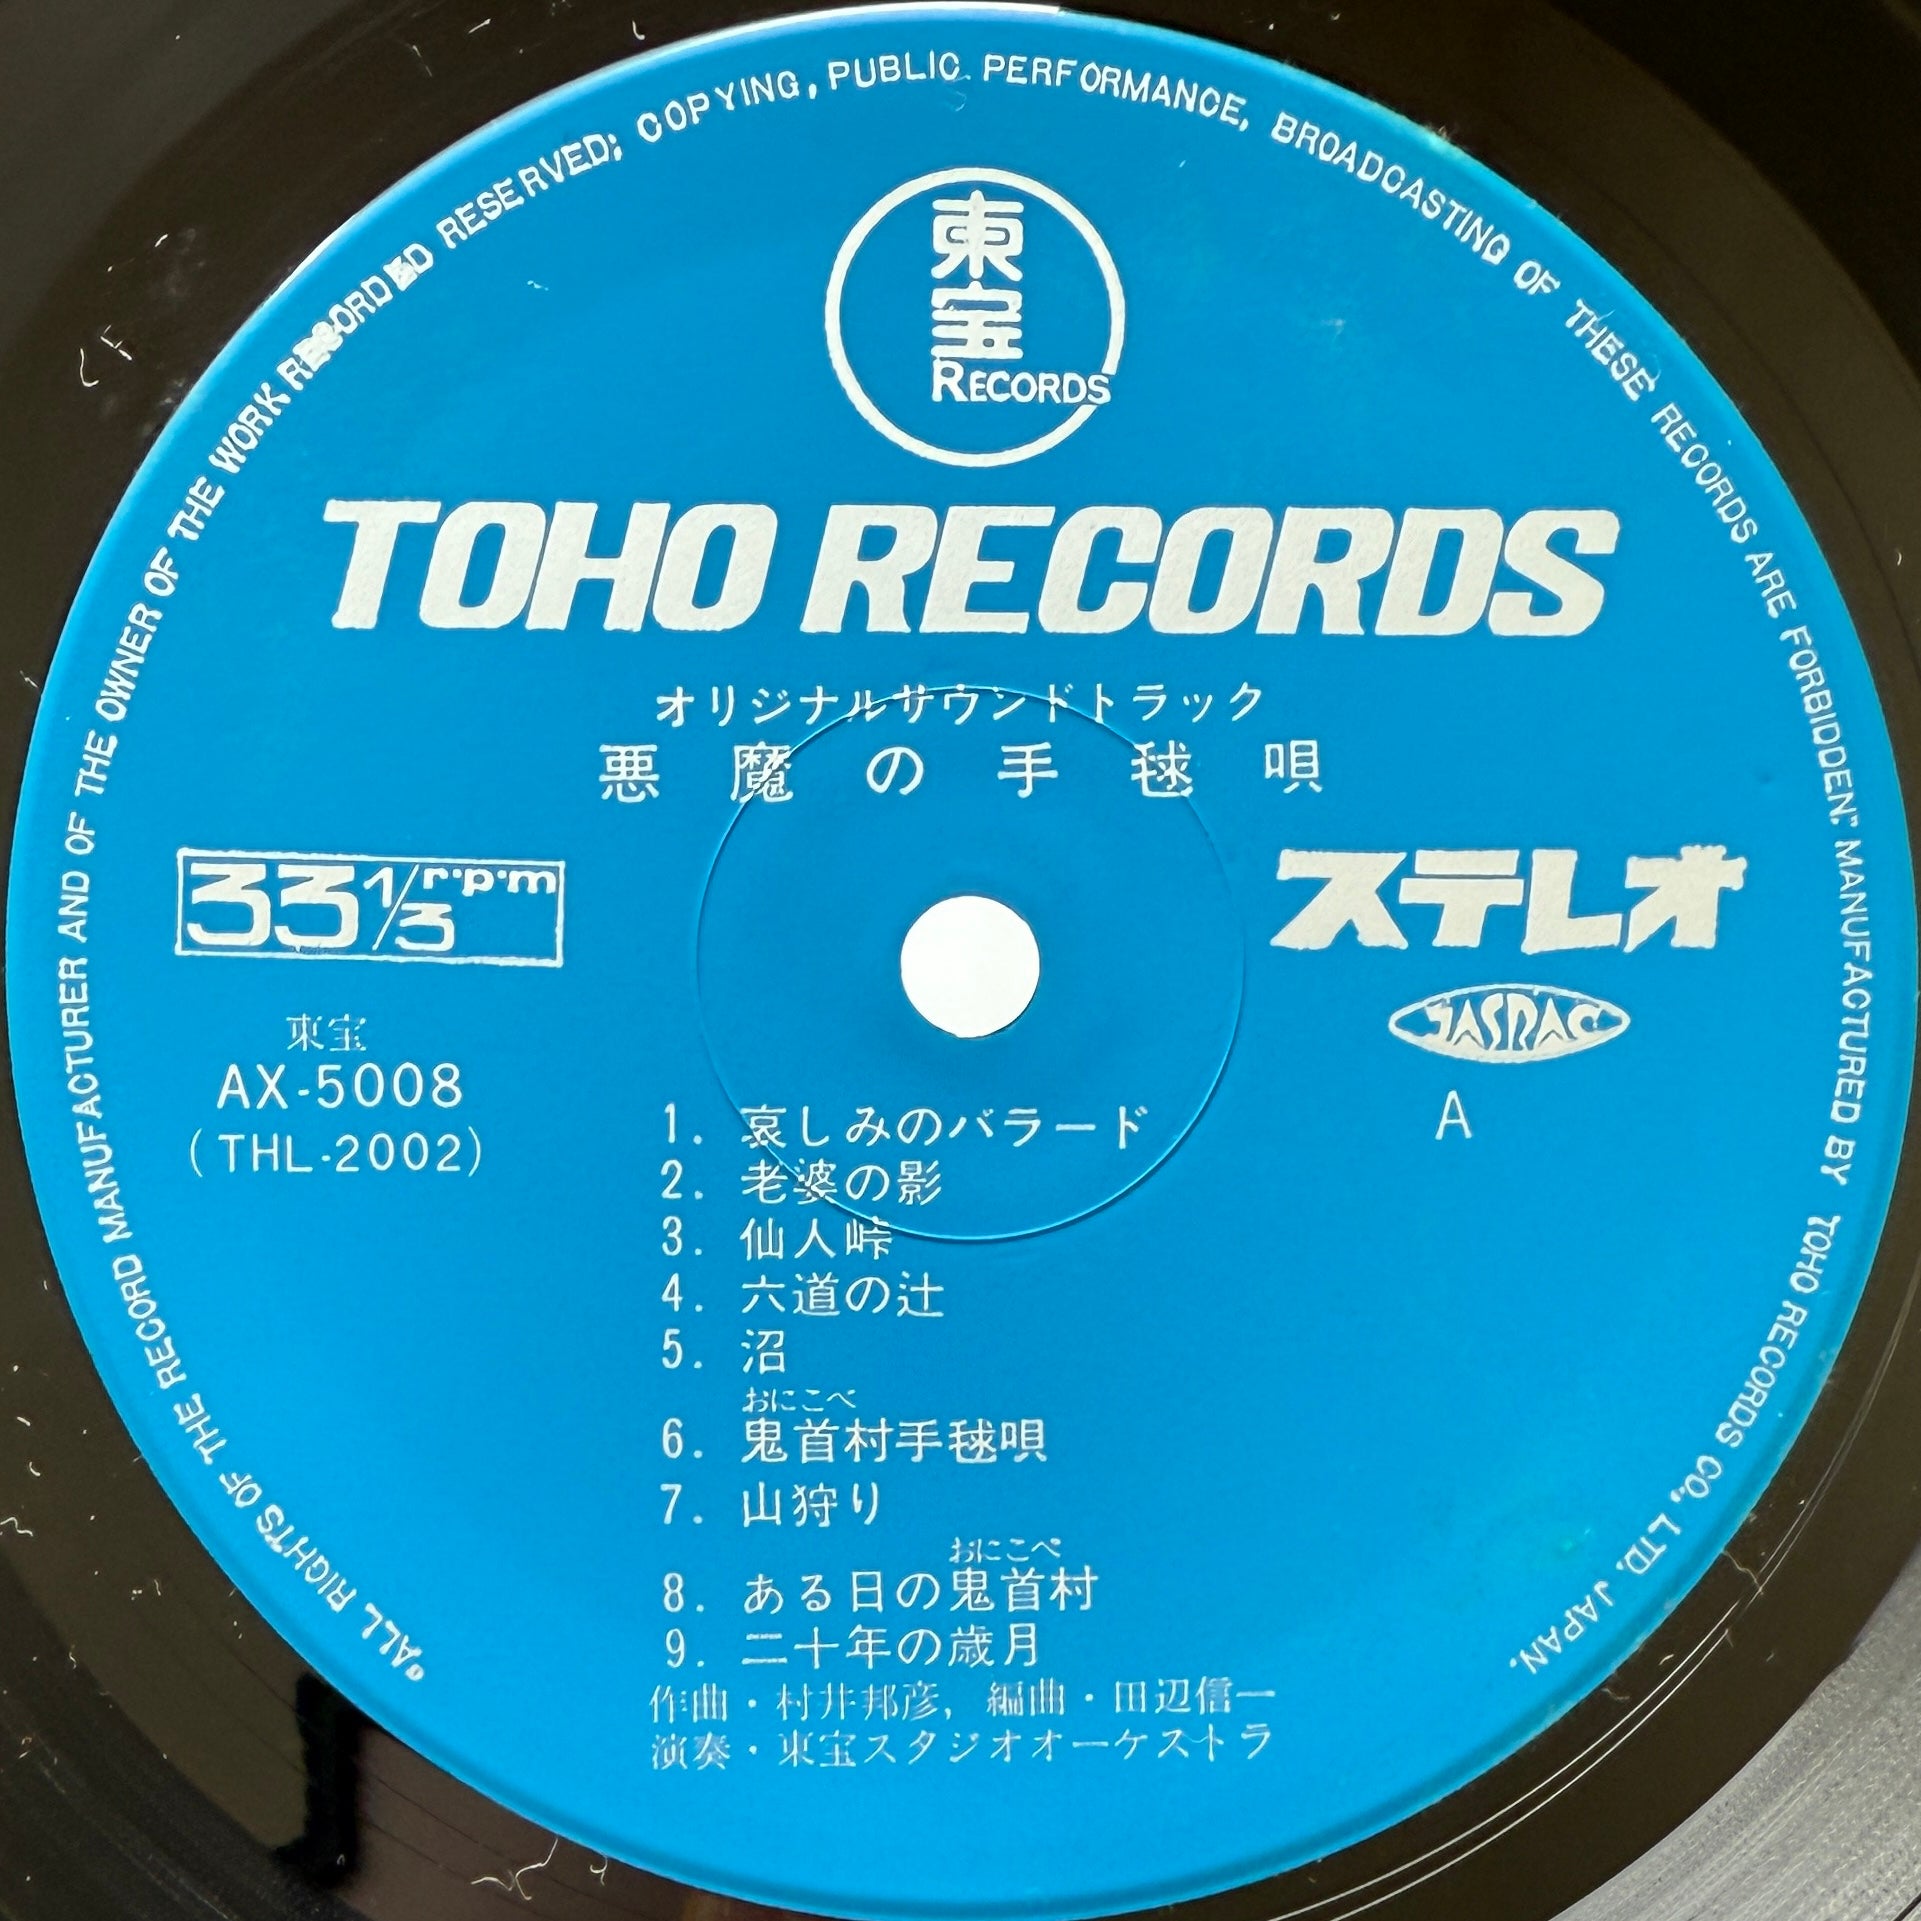 "ALL RIGHTS OF THE RECORD MANUFACTURER AND OF THE OWNER OF THE WORK RECORDED RESERVED; COPYING, PUBLIC PERFORMANCE, BROADCASTING OF THESE RECORDS ARE FORBIDDEN," MANUFACTURED BY TOHO RECORDS CO., LTD. JAPAN.
東宝
RECORDS
TOHO RECORDS
オリジナルサウンドトラック
悪魔の手毬唄
33 1/3 r.p.m
ステレオ
JASRAC
東宝
AX-5008
(THL-2002)
A
1. 哀しみのバラード
2. 老婆の影
3. 仙人峠
4. 六道の辻
5. 沼
おにこべ
6. 鬼首村手毬唄
7. 山狩り
おにこべ
8. ある日の鬼首村
9. 二十年の歳月
作曲・村井邦彦, 編曲・田辺信一
演奏・東宝スタジオオーケストラ